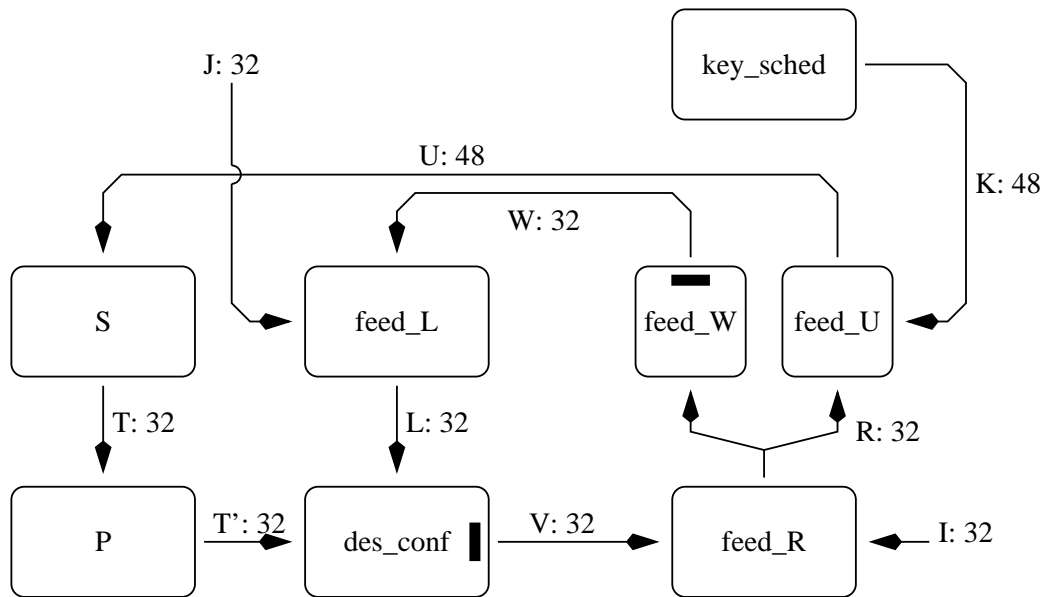 key_sched
J: 32
U: 48
K: 48
W: 32
S
feed_L
feed_W
feed_U
T: 32
L: 32
R: 32
P
T’: 32
des_conf
V: 32
feed_R
I: 32